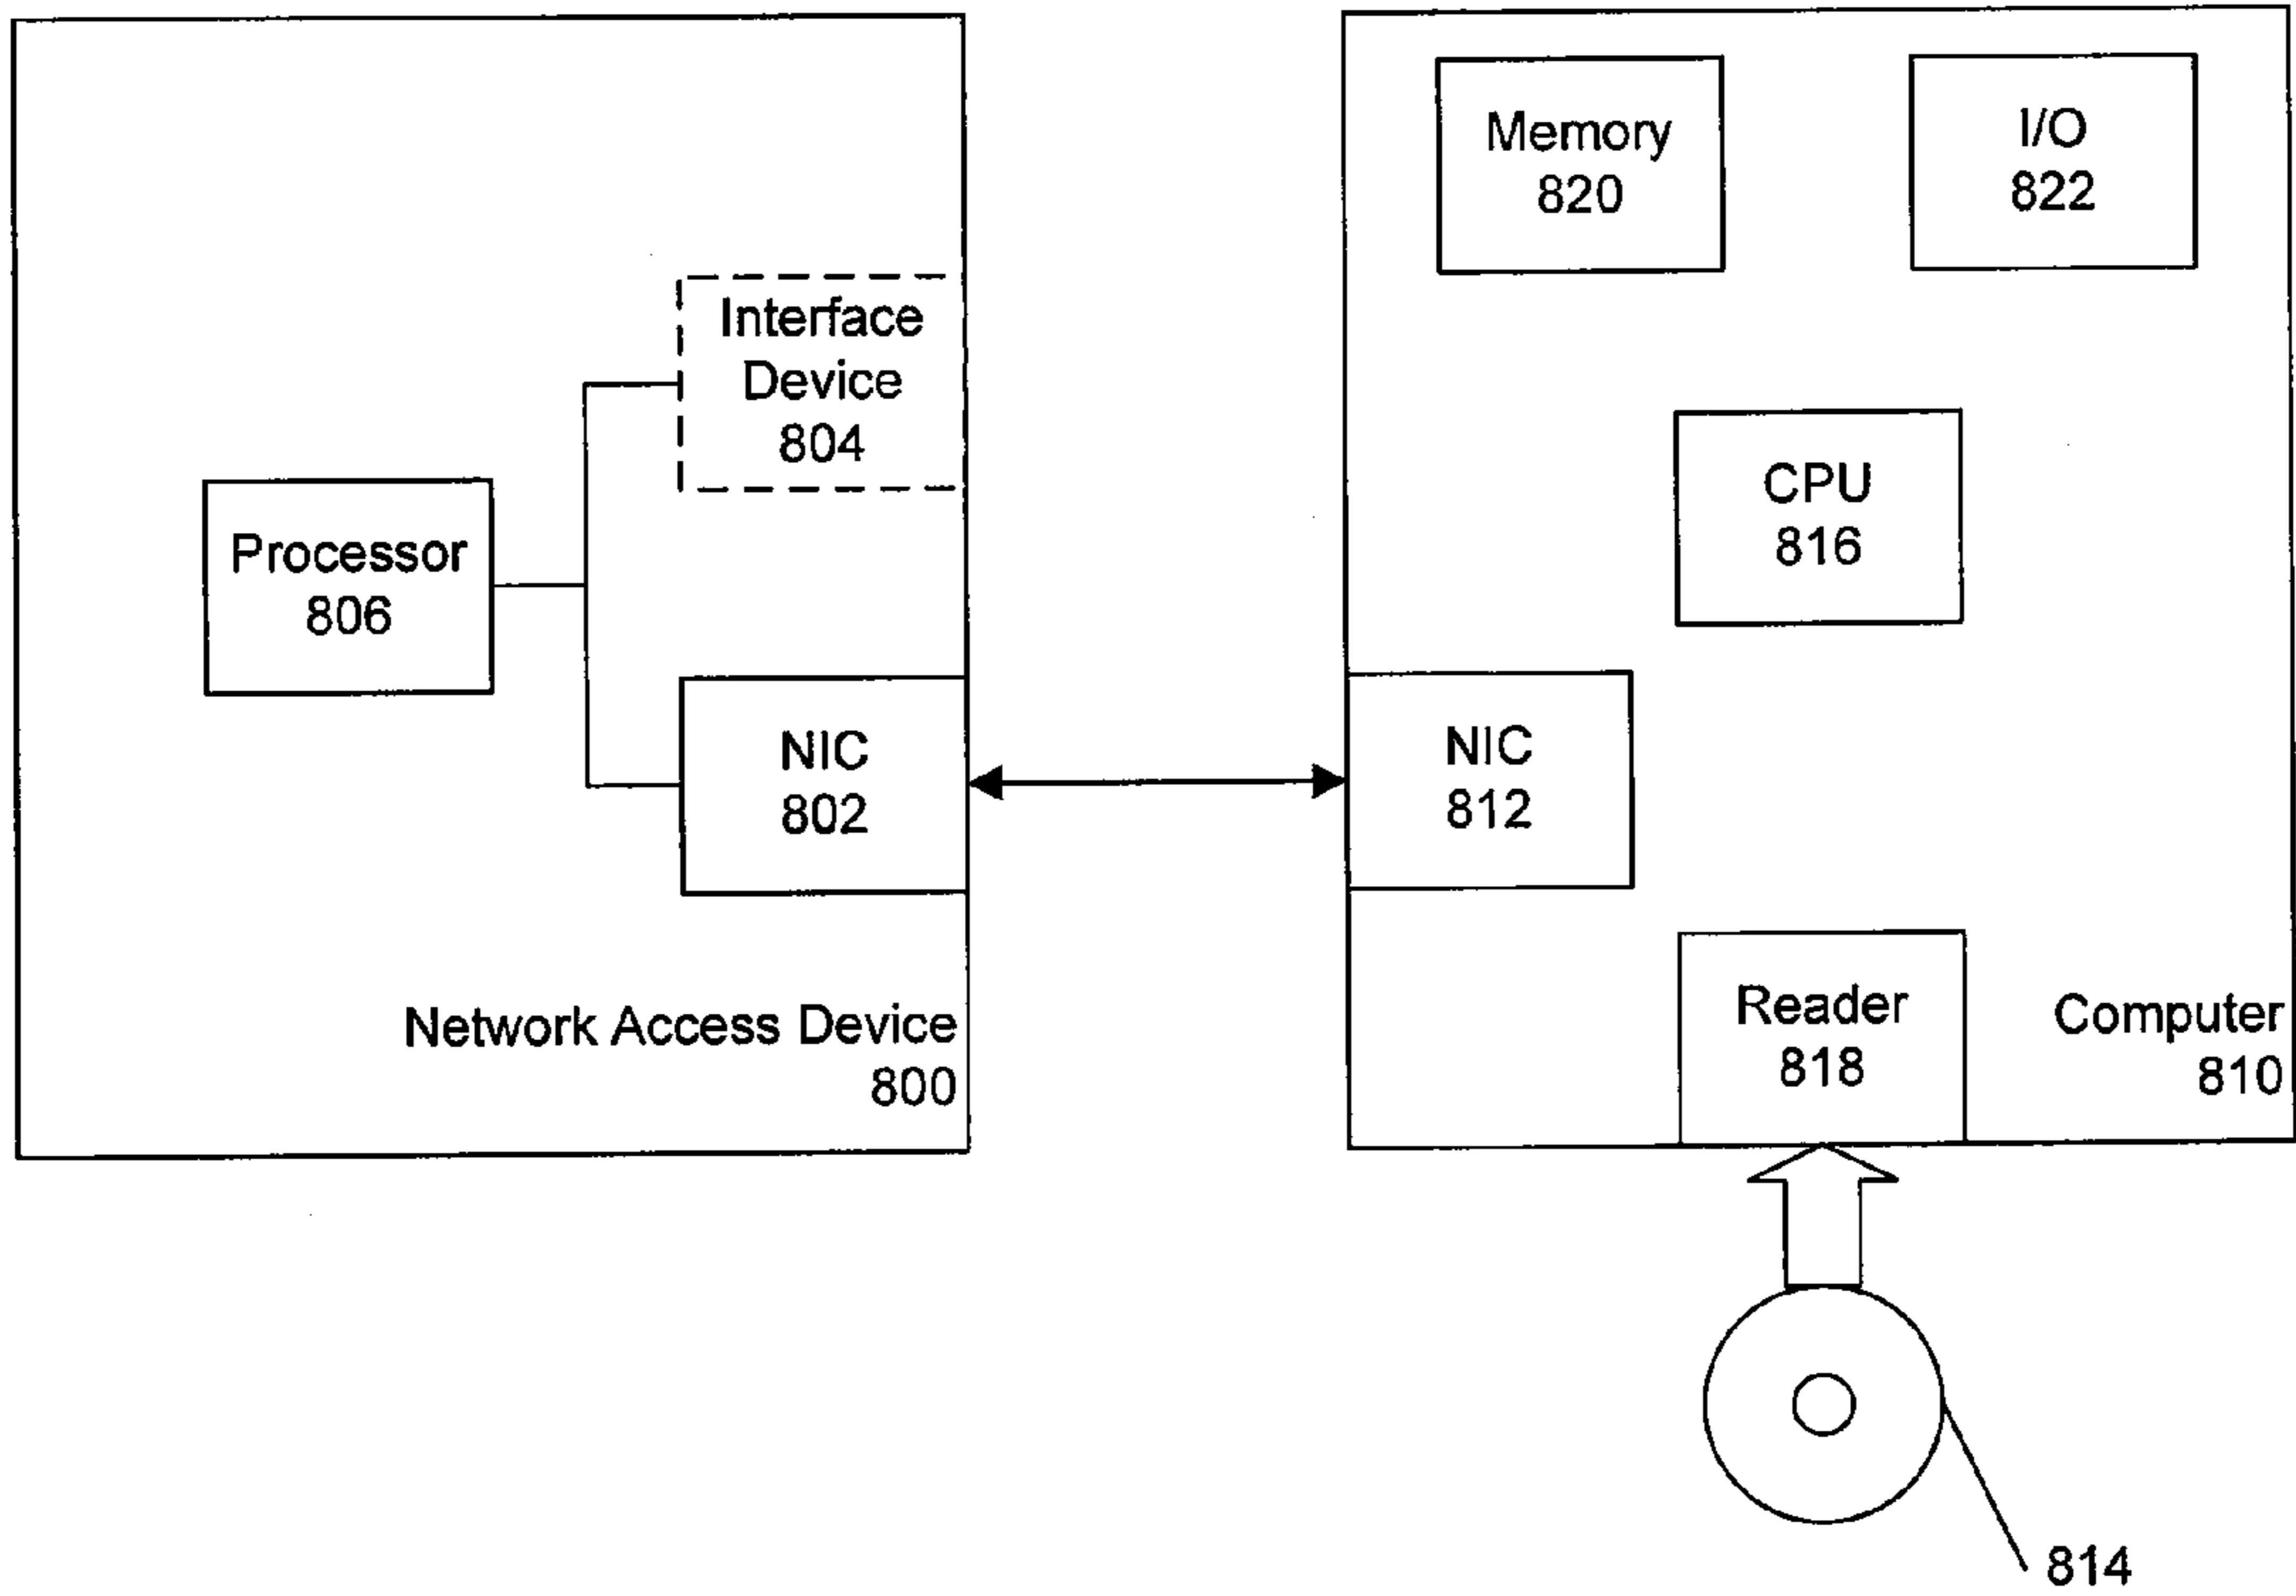 Interface
Device
804
Processor
806
NIC
802
Network Access Device
800
Memory
820
I/O
822
CPU
816
NIC
812
Reader
818
Computer
810
814